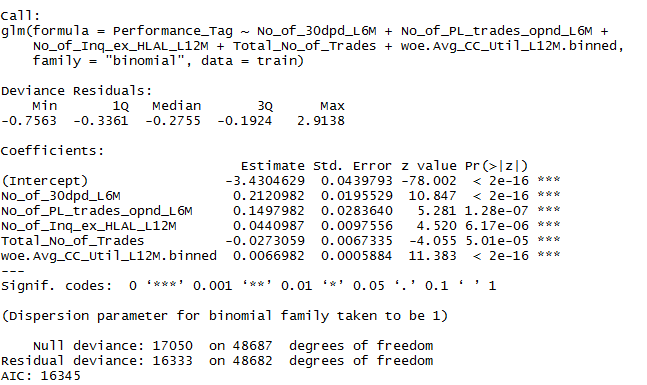 Call:
glm(formula = Performance_Tag ~ No_of_30dpd_L6M + No_of_PL_trades_opnd_L6M +
    No_of_Inq_ex_HLAL_L12M + Total_No_of_Trades + woe.Avg_CC_Util_L12M.binned,
    family = "binomial", data = train)

Deviance Residuals:
    Min       1Q   Median       3Q      Max
-0.7563  -0.3361  -0.2755  -0.1924   2.9138

Coefficients:
                             Estimate Std. Error z value Pr(>|z|)
(Intercept)                -3.4304629  0.0439793 -78.002  < 2e-16 ***
No_of_30dpd_L6M             0.2120982  0.0195529  10.847  < 2e-16 ***
No_of_PL_trades_opnd_L6M    0.1497982  0.0283640   5.281 1.28e-07 ***
No_of_Inq_ex_HLAL_L12M      0.0440987  0.0097556   4.520 6.17e-06 ***
Total_No_of_Trades         -0.0273059  0.0067335  -4.055 5.01e-05 ***
woe.Avg_CC_Util_L12M.binned 0.0066982  0.0005884  11.383  < 2e-16 ***
---
Signif. codes:  0 ‘***’ 0.001 ‘**’ 0.01 ‘*’ 0.05 ‘.’ 0.1 ‘ ’ 1

(Dispersion parameter for binomial family taken to be 1)

    Null deviance: 17050  on 48687  degrees of freedom
Residual deviance: 16333  on 48682  degrees of freedom
AIC: 16345